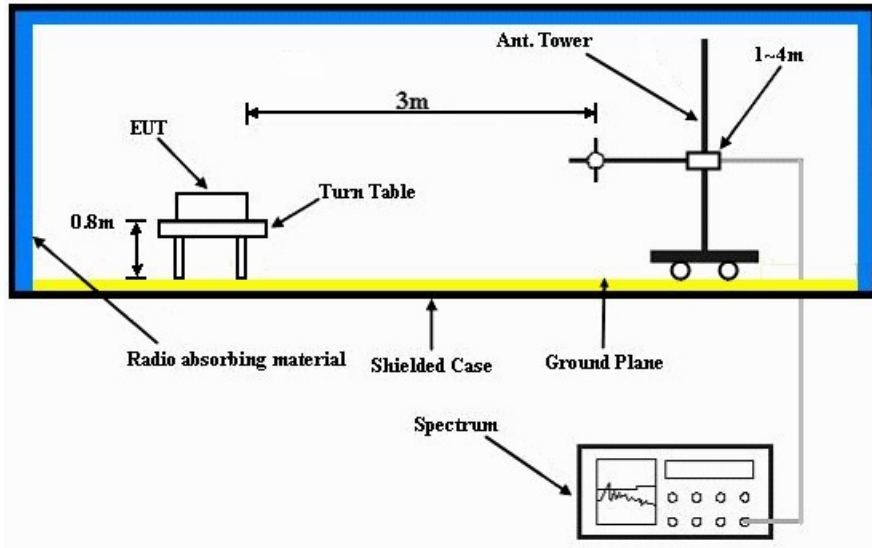 Ant. Tower
1~4m
3m
EUT
Turn Table
0.8m
Radio absorbing material
Shielded Case
Ground Plane
Spectrum